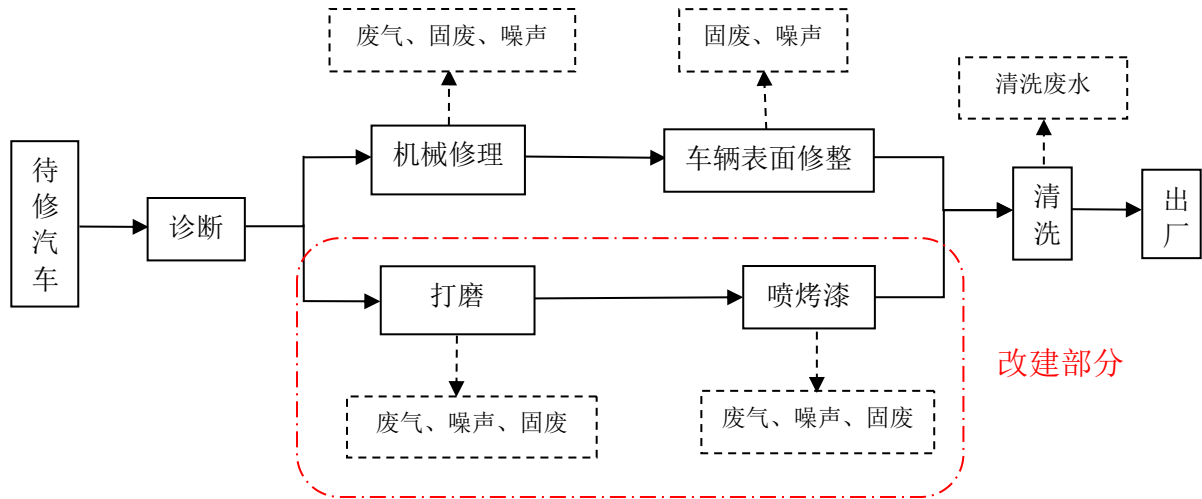 废气、固废、噪声
固废、噪声
清洗废水
待修汽车
诊断
机械修理
车辆表面修整
清洗
出厂
打磨
喷烤漆
改建部分
废气、噪声、固废
废气、噪声、固废